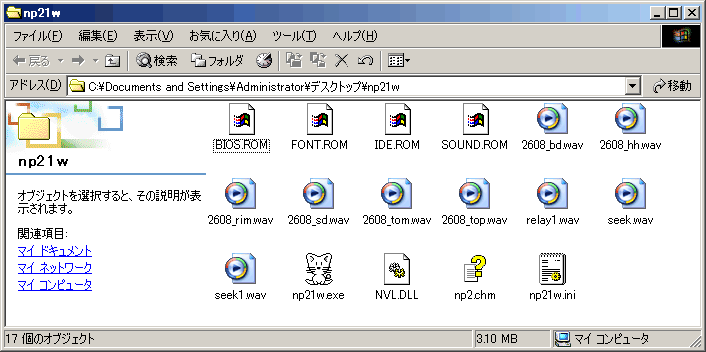 np21w
ファイル(F) 編集(E) 表示(V) お気に入り(A) ツール(T) ヘルプ(H)
戻る 検索 フォルダ
アドレス(D) C:¥Documents and Settings¥Administrator¥デスクトップ¥np21w 移動
np21w
オブジェクトを選択すると、その説明が表
示されます。
関連項目:
マイ ドキュメント
マイ ネットワーク
マイ コンピュータ
BIOS.ROM FONT.ROM IDE.ROM SOUND.ROM 2608_bd.wav 2608_hh.wav
2608_rim.wav 2608_sd.wav 2608_tom.wav 2608_top.wav relay1.wav seek.wav
seek1.wav np21w.exe NVL.DLL np2.chm np21w.ini
17 個のオブジェクト 3.10 MB マイ コンピュータ